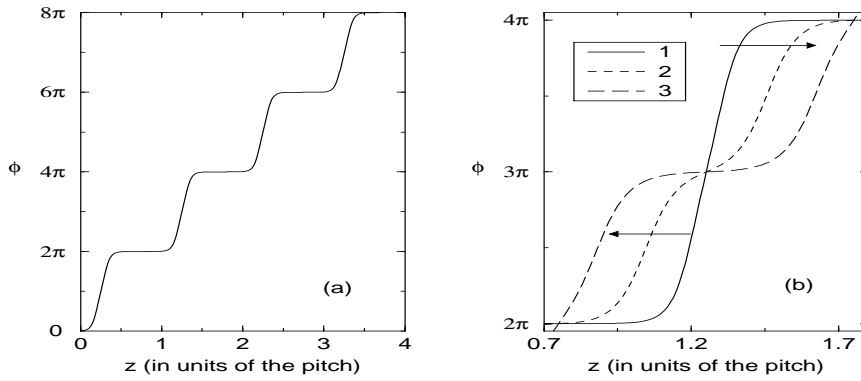 8π
6π
4π
2π
0
ϕ
0
1
2
3
4
z (in units of the pitch)
(a)
4π
3π
2π
ϕ
1
2
3
0.7
1.2
1.7
z (in units of the pitch)
(b)